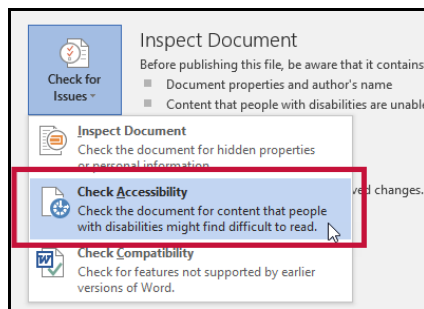 Inspect Document
Before publishing this file, be aware that it contains
Check for
Issues
Document properties and author's name
Content that people with disabilities are unable
Inspect Document
Check the document for hidden properties
or personal information.
Check Accessibility
Check the document for content that people
with disabilities might find difficult to read.
ved changes.
Check Compatibility
Check for features not supported by earlier
versions of Word.